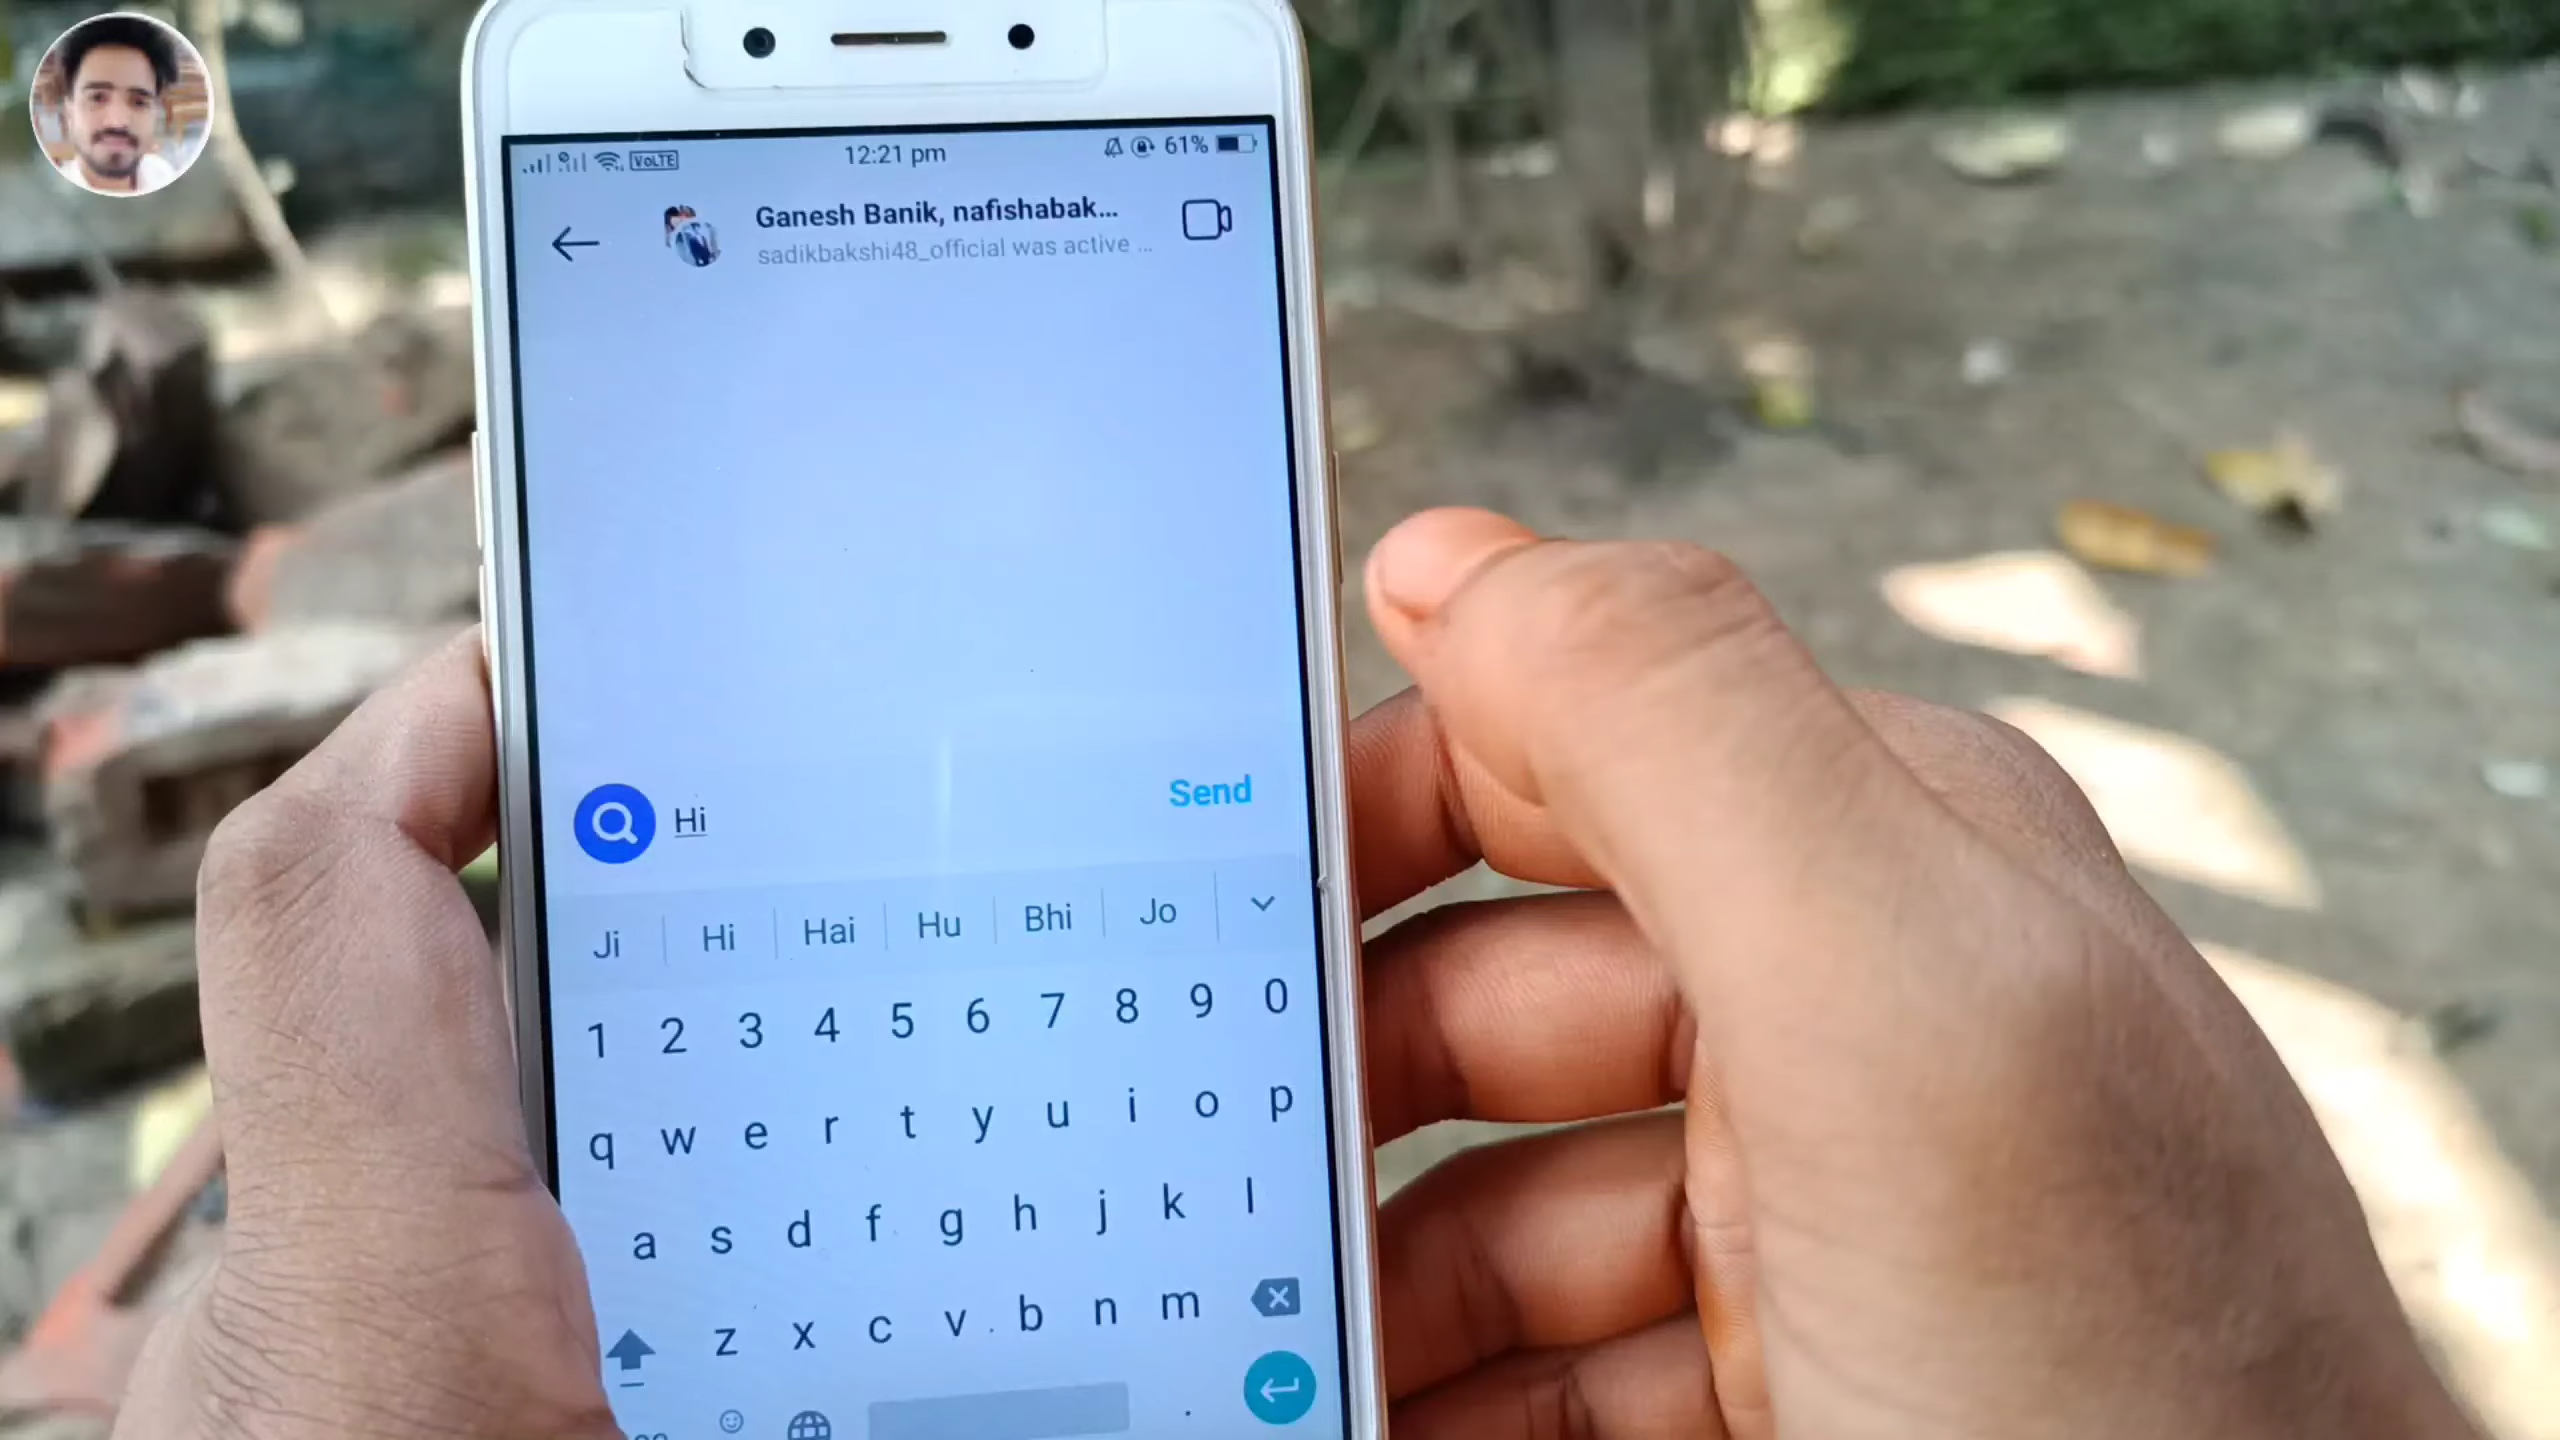 VoLTE 12:21 pm 61%
Ganesh Banik, nafishabak...
sadikbakshi48_official was active ...
Hi Send
Ji Hi Hai Hu Bhi Jo
1 2 3 4 5 6 7 8 9 0
q w e r t y u i o p
a s d f g h j k l
z x c v b n m
.